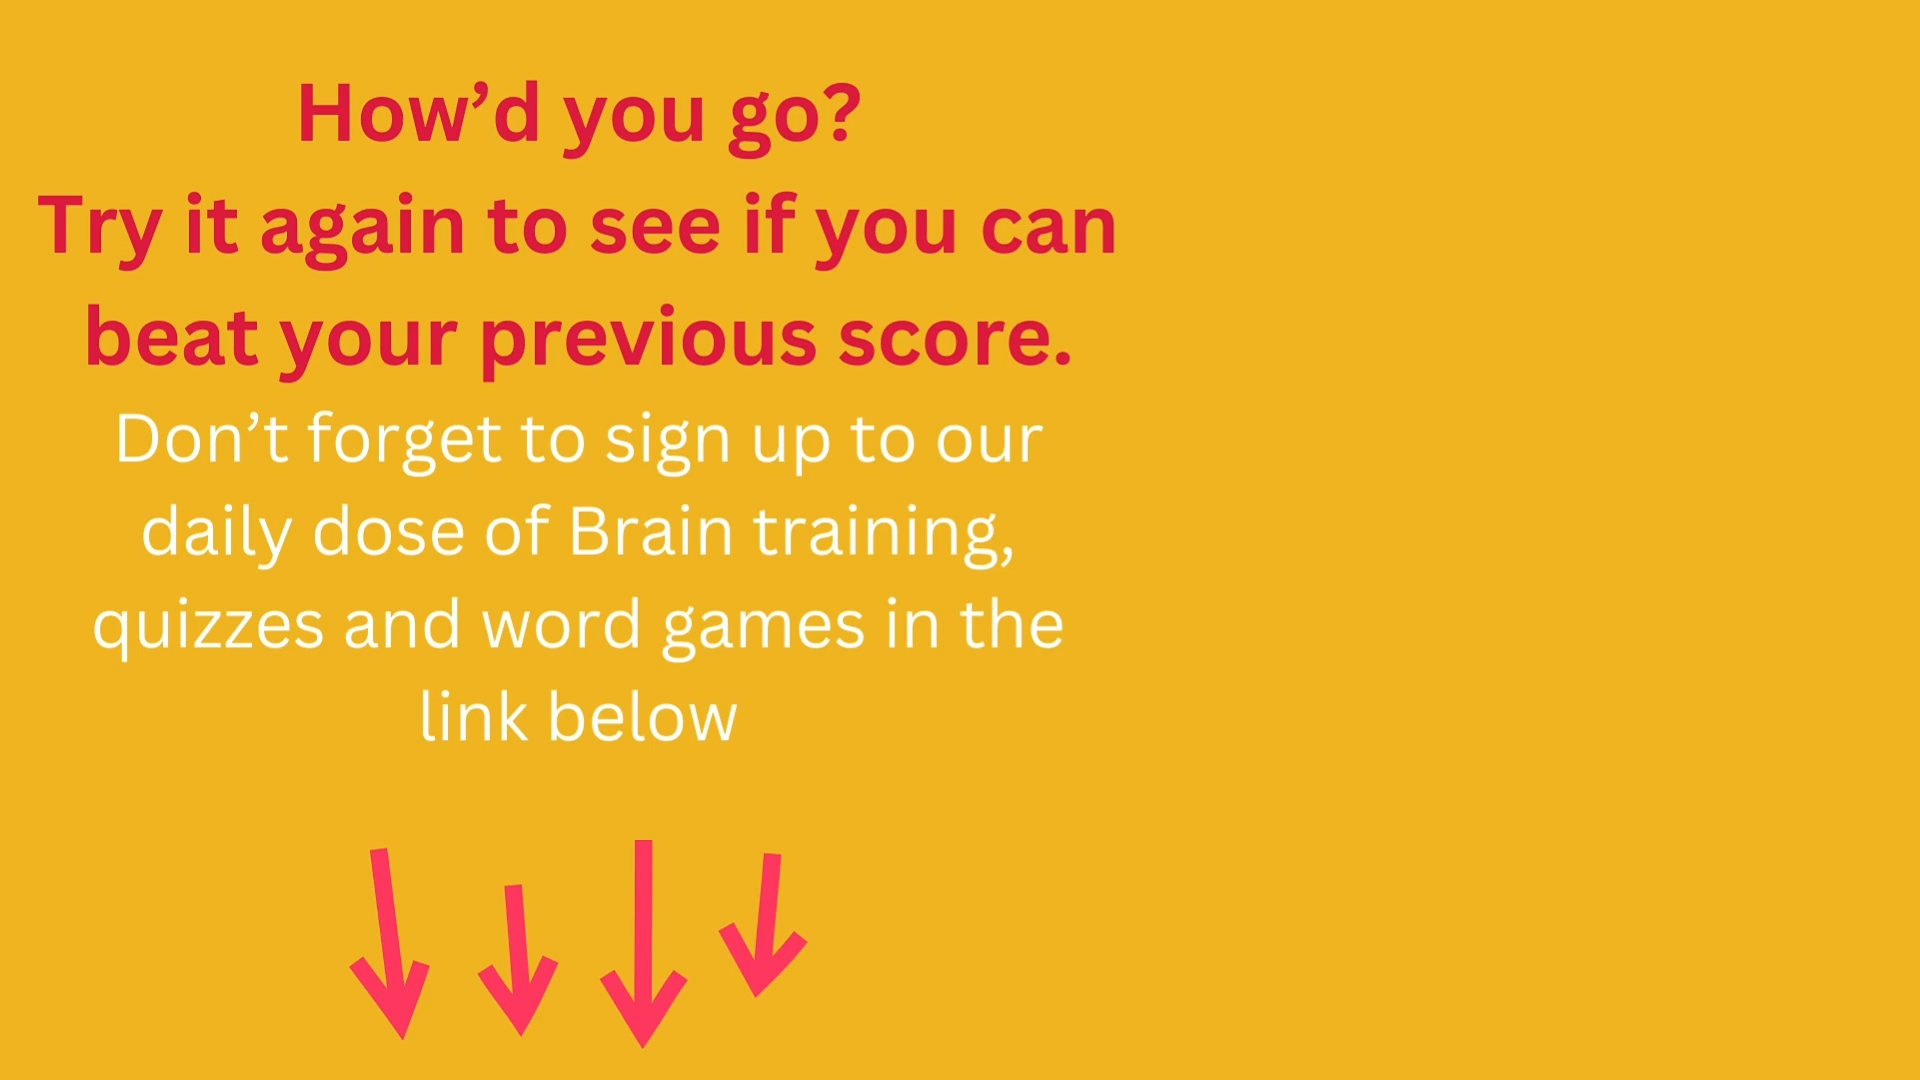 How’d you go?
Try it again to see if you can
beat your previous score.
Don’t forget to sign up to our
daily dose of Brain training,
quizzes and word games in the
link below